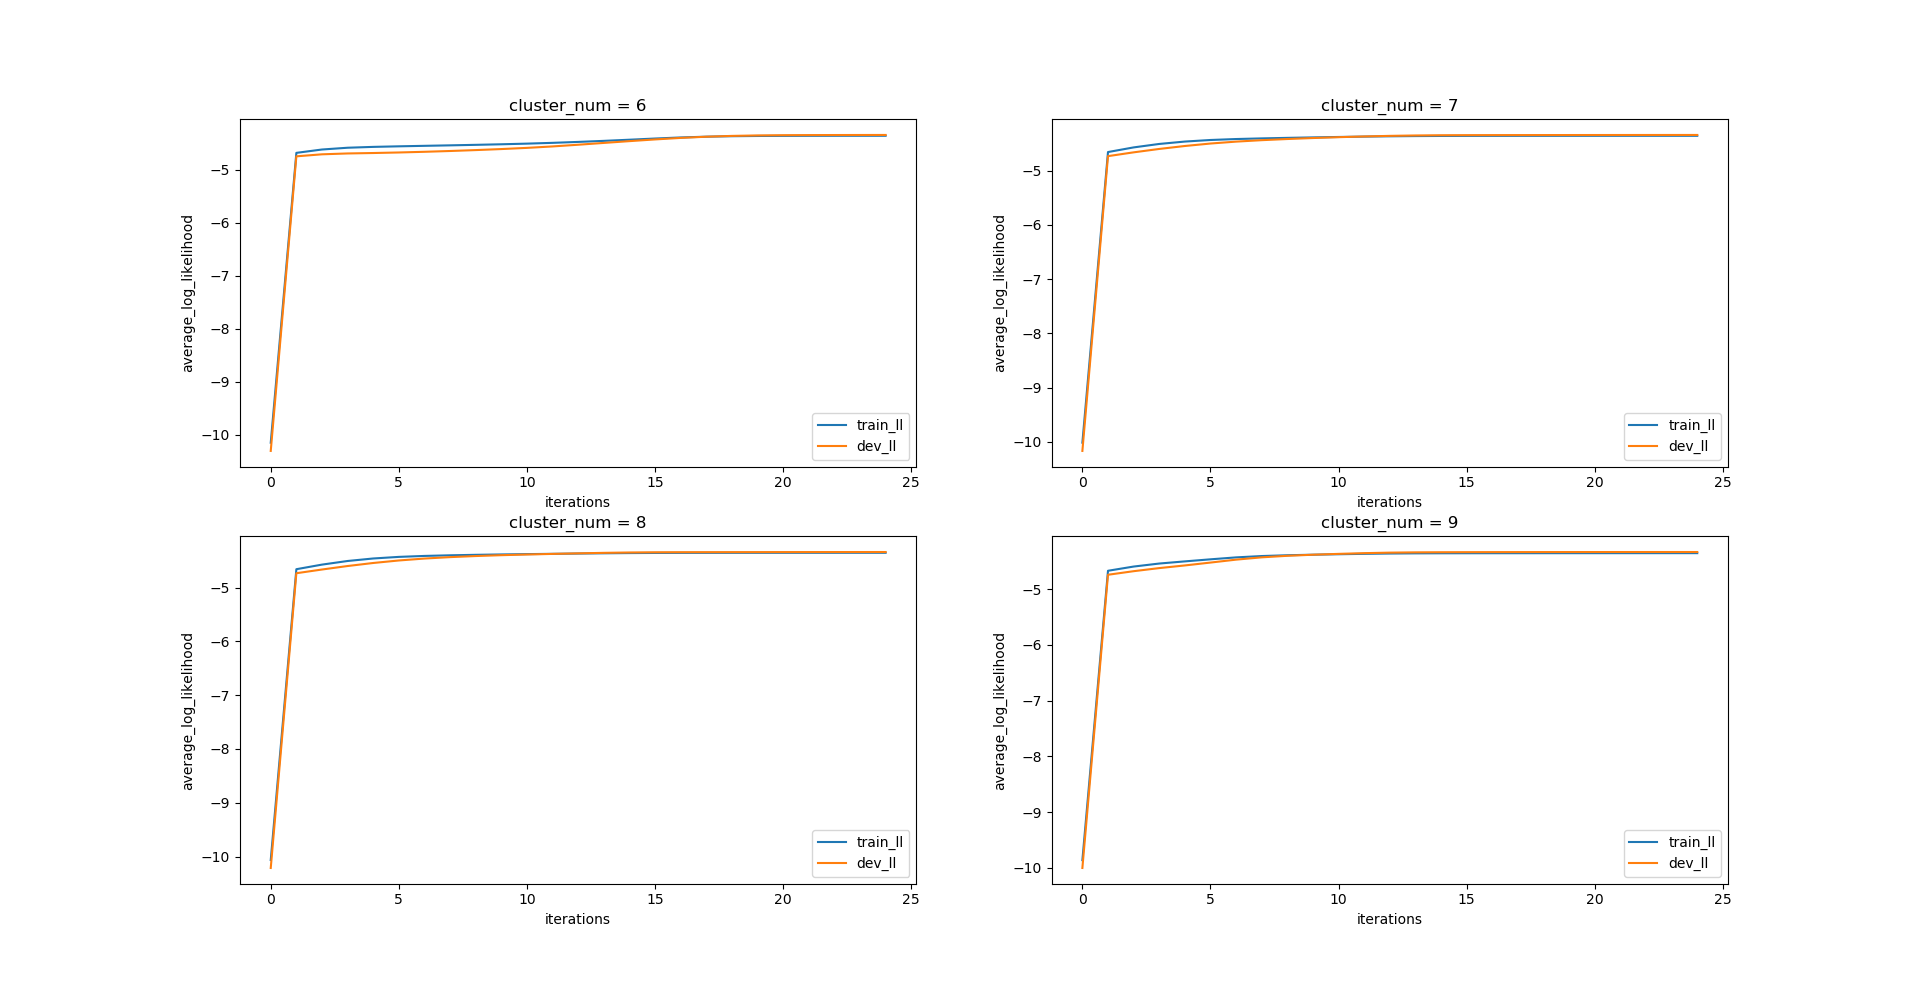 cluster_num = 6
average_log_likelihood
−5
−6
−7
−8
−9
−10
train_ll
dev_ll
0 5 10 15 20 25
iterations
cluster_num = 7
average_log_likelihood
−5
−6
−7
−8
−9
−10
train_ll
dev_ll
0 5 10 15 20 25
iterations
cluster_num = 8
average_log_likelihood
−5
−6
−7
−8
−9
−10
train_ll
dev_ll
0 5 10 15 20 25
iterations
cluster_num = 9
average_log_likelihood
−5
−6
−7
−8
−9
−10
train_ll
dev_ll
0 5 10 15 20 25
iterations